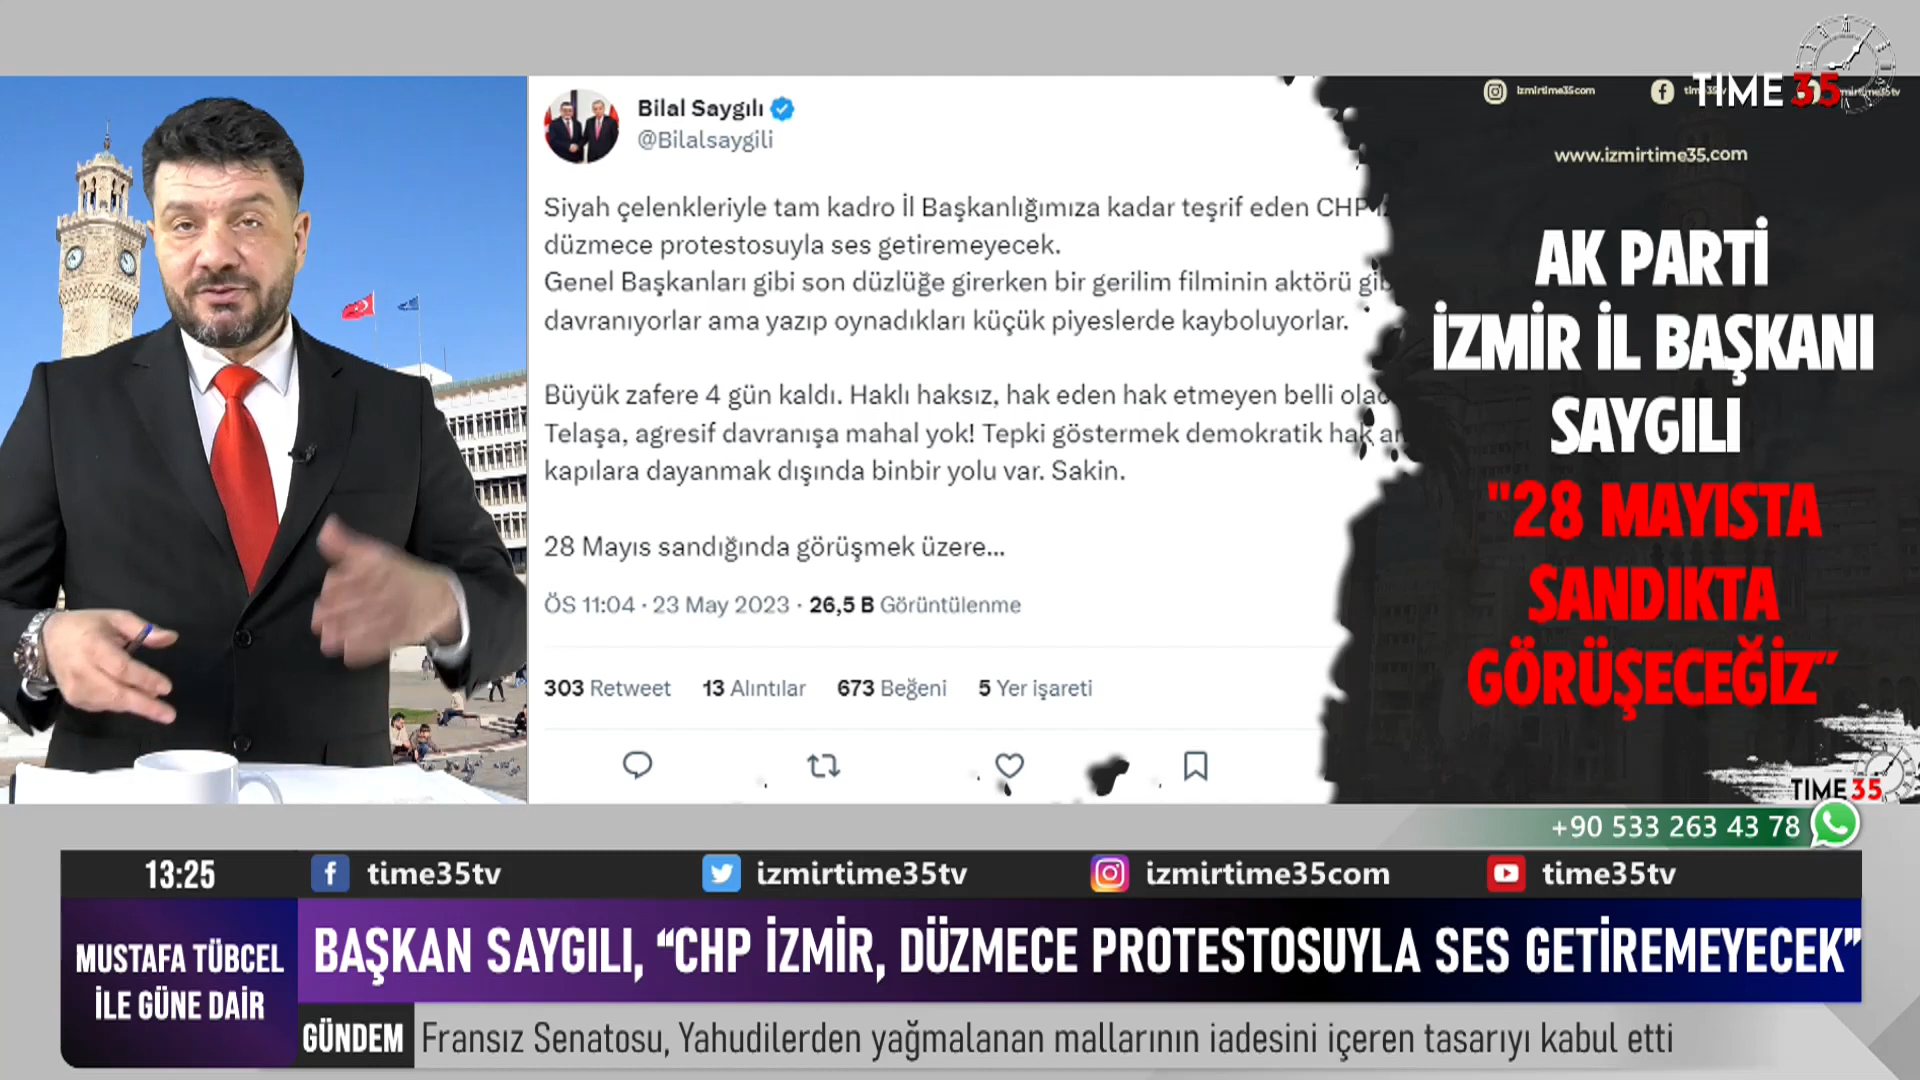 TIME 35
izmirtime35com
www.izmirtime35.com
Bilal Saygılı
@Bilalsaygili
Siyah çelenkleriyle tam kadro İl Başkanlığımıza kadar teşrif eden CHP
düzmece protestosuyla ses getiremeyecek.
Genel Başkanları gibi son düzlüğe girerken bir gerilim filminin aktörü
davranıyorlar ama yazıp oynadıkları küçük piyeslerde kayboluyorlar.
Büyük zafere 4 gün kaldı. Haklı haksız, hak eden hak etmeyen belli
Telaşa, agresif davranışa mahal yok! Tepki göstermek demokratik hak
kapılara dayanmak dışında binbir yolu var. Sakin.
28 Mayıs sandığında görüşmek üzere...
ÖS 11:04 · 23 May 2023 · 26,5 B Görüntülenme
303 Retweet 13 Alıntılar 673 Beğeni 5 Yer işareti
AK PARTİ
İZMİR İL BAŞKANI
SAYGILI
"28 MAYISTA
SANDIKTA
GÖRÜŞECEĞİZ"
TIME 35
+90 533 263 43 78
13:25 time35tv izmirtime35tv izmirtime35com time35tv
MUSTAFA TÜBCEL
İLE GÜNE DAİR
BAŞKAN SAYGILI, “CHP İZMİR, DÜZMECE PROTESTOSUYLA SES GETİREMEYECEK”
GÜNDEM Fransız Senatosu, Yahudilerden yağmalanan mallarının iadesini içeren tasarıyı kabul etti